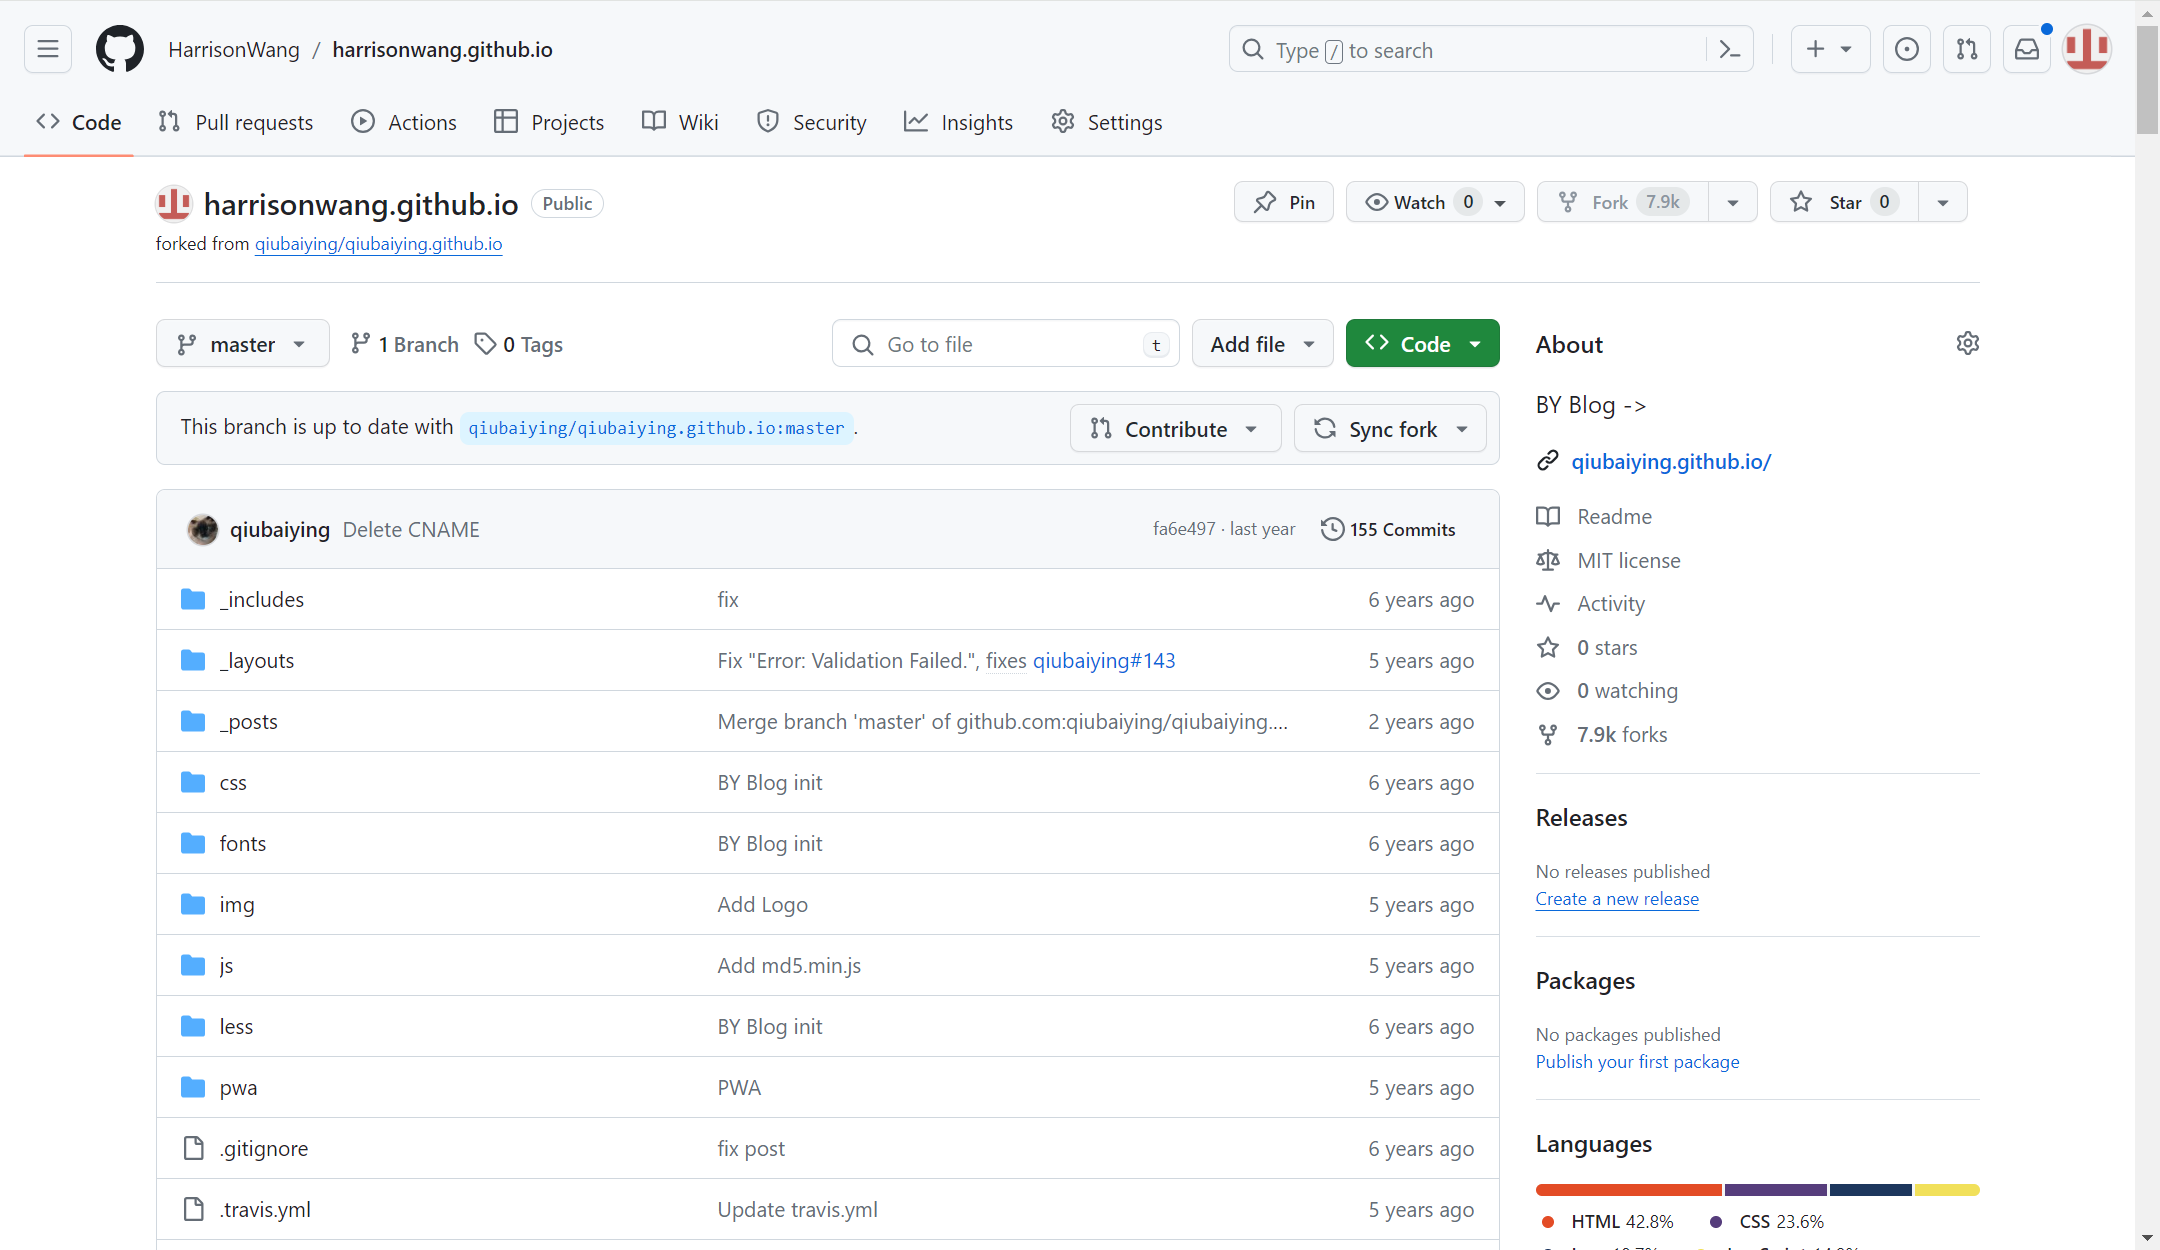 HarrisonWang / harrisonwang.github.io
Type / to search
Code Pull requests Actions Projects Wiki Security Insights Settings
harrisonwang.github.io Public
Pin Watch 0 Fork 7.9k Star 0
forked from qiubaiying/qiubaiying.github.io
master 1 Branch 0 Tags Go to file t Add file Code
This branch is up to date with qiubaiying/qiubaiying.github.io:master .
Contribute Sync fork
qiubaiying Delete CNAME fa6e497 · last year 155 Commits
_includes fix 6 years ago
_layouts Fix "Error: Validation Failed.", fixes qiubaiying#143 5 years ago
_posts Merge branch 'master' of github.com:qiubaiying/qiubaiying.... 2 years ago
css BY Blog init 6 years ago
fonts BY Blog init 6 years ago
img Add Logo 5 years ago
js Add md5.min.js 5 years ago
less BY Blog init 6 years ago
pwa PWA 5 years ago
.gitignore fix post 6 years ago
.travis.yml Update travis.yml 5 years ago
About
BY Blog ->
qiubaiying.github.io/
Readme
MIT license
Activity
0 stars
0 watching
7.9k forks
Releases
No releases published
Create a new release
Packages
No packages published
Publish your first package
Languages
HTML 42.8% CSS 23.6%